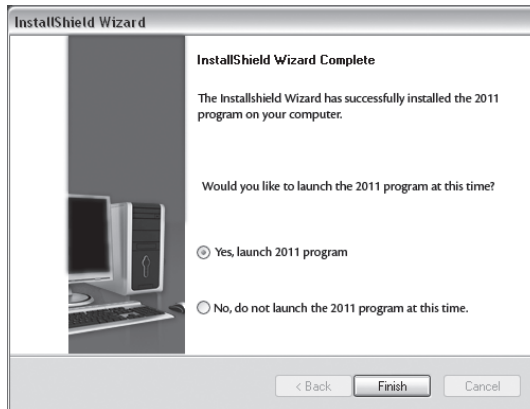 InstallShield Wizard
InstallShield Wizard Complete
The Installshield Wizard has successfully installed the 2011
program on your computer.
Would you like to launch the 2011 program at this time?
Yes, launch 2011 program
No, do not launch the 2011 program at this time.
< Back
Finish
Cancel